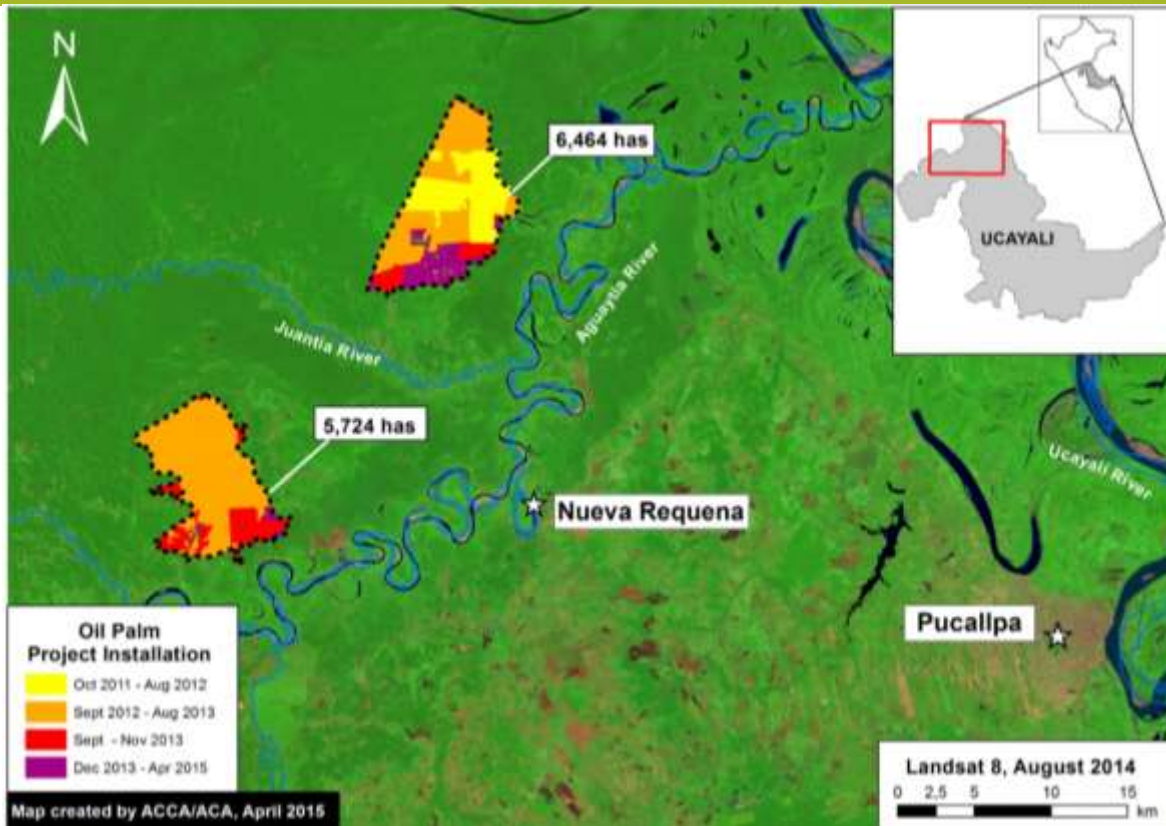 N
6,464 has
UCAYALI
Aguaytia River
Juantia River
5,724 has
Ucayali River
Nueva Requena
Pucallpa
Oil Palm
Project Installation
Oct 2011 - Aug 2012
Sept 2012 - Aug 2013
Sept - Nov 2013
Dec 2013 - Apr 2015
Map created by ACCA/ACA, April 2015
Landsat 8, August 2014
0 2,5 5 10 15
km